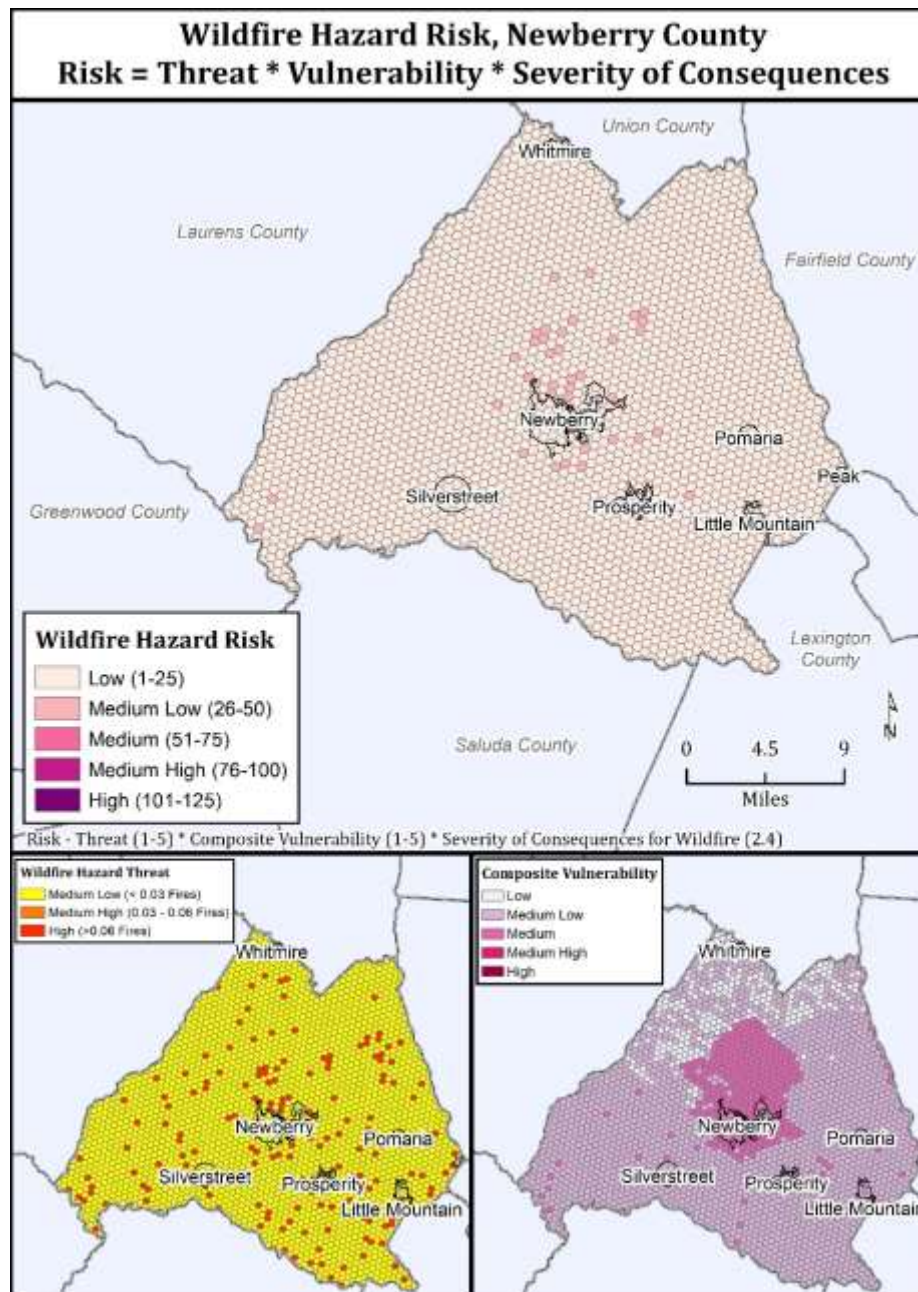 Wildfire Hazard Risk, Newberry County
Risk = Threat * Vulnerability * Severity of Consequences
Union County
Whitmire
Laurens County
Fairfield County
Newberry
Pomaria
Peak
Silverstreet
Prosperity
Greenwood County
Little Mountain
Wildfire Hazard Risk
Low (1-25)
Medium Low (26-50)
Medium (51-75)
Medium High (76-100)
High (101-125)
Lexington
County
Saluda County
N
0 4.5 9
Miles
Risk - Threat (1-5) * Composite Vulnerability (1-5) * Severity of Consequences for Wildfire (2.4)
Wildfire Hazard Threat
Medium Low (< 0.03 Fires)
Medium High (0.03 - 0.06 Fires)
High (>0.06 Fires)
Whitmire
Newberry
Pomaria
Silverstreet
Prosperity
Little Mountain
Composite Vulnerability
Low
Medium Low
Medium
Medium High
High
Whitmire
Newberry
Pomaria
Silverstreet
Prosperity
Little Mountain